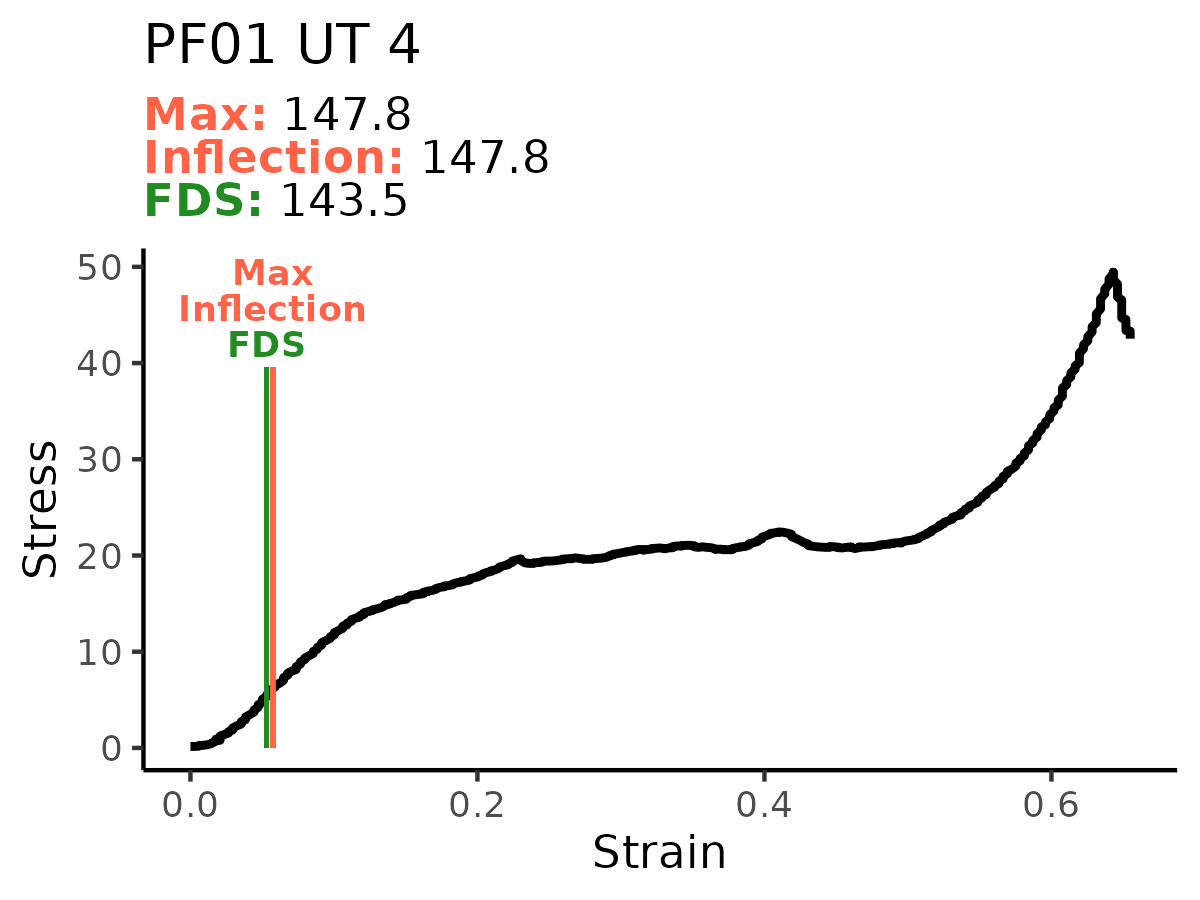 PF01 UT 4
Max: 147.8
Inflection: 147.8
FDS: 143.5
50
Max
Inflection
FDS
40
30
20
10
0
Stress
0.0 0.2 0.4 0.6
Strain